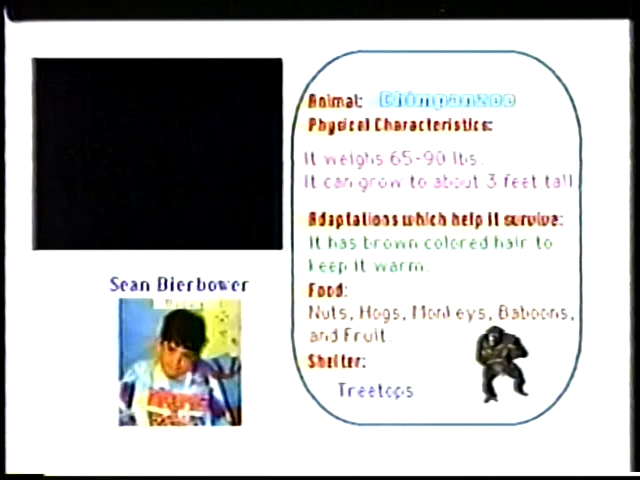 Animal: Chimpanzee
Physical Characteristics:
It weighs 65-90 lbs.
It can grow to about 3 feet tall
Adaptations which help it survive:
It has brown colored hair to
keep it warm.
Food:
Nuts, Hogs, Monkeys, Baboons,
and Fruit.
Shelter:
Treetops
Sean Bierbower